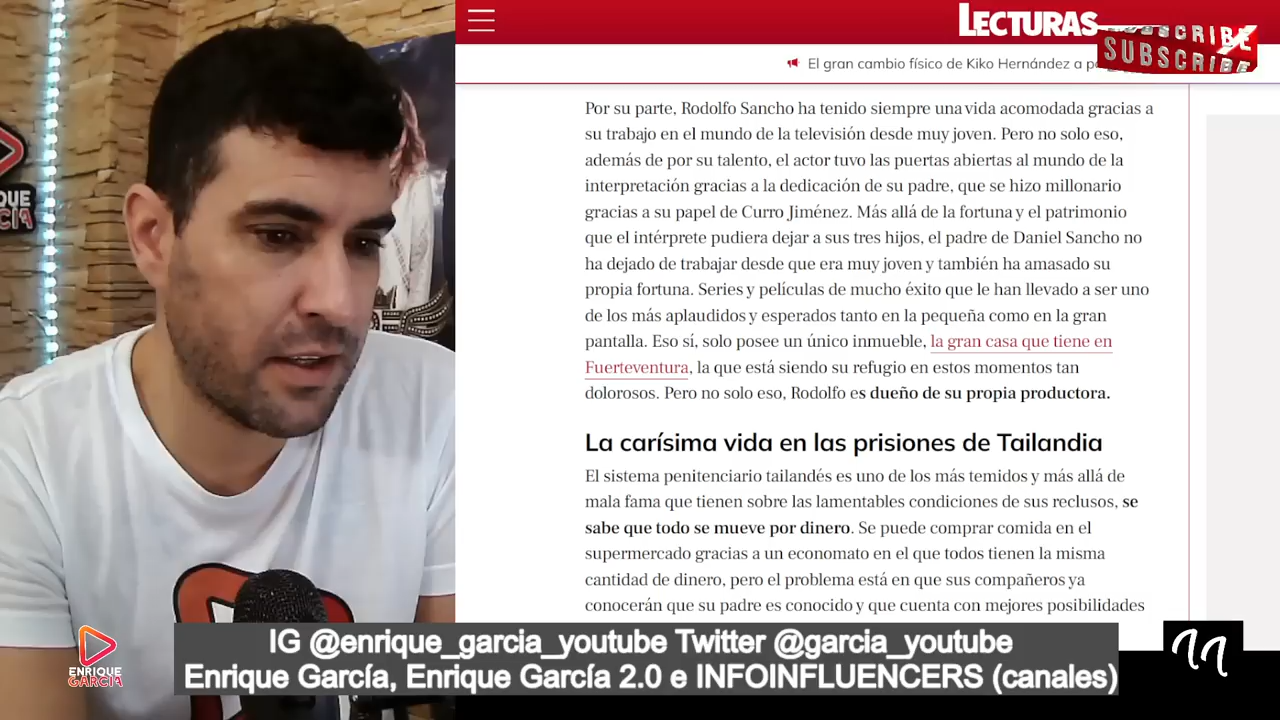 LECTURAS
SUBSCRIBE
SUBSCRIBE
El gran cambio físico de Kiko Hernández a
Por su parte, Rodolfo Sancho ha tenido siempre una vida acomodada gracias a
su trabajo en el mundo de la televisión desde muy joven. Pero no solo eso,
además de por su talento, el actor tuvo las puertas abiertas al mundo de la
interpretación gracias a la dedicación de su padre, que se hizo millonario
gracias a su papel de Curro Jiménez. Más allá de la fortuna y el patrimonio
que el intérprete pudiera dejar a sus tres hijos, el padre de Daniel Sancho no
ha dejado de trabajar desde que era muy joven y también ha amasado su
propia fortuna. Series y películas de mucho éxito que le han llevado a ser uno
de los más aplaudidos y esperados tanto en la pequeña como en la gran
pantalla. Eso sí, solo posee un único inmueble, la gran casa que tiene en
Fuerteventura, la que está siendo su refugio en estos momentos tan
dolorosos. Pero no solo eso, Rodolfo es dueño de su propia productora.
La carísima vida en las prisiones de Tailandia
El sistema penitenciario tailandés es uno de los más temidos y más allá de
mala fama que tienen sobre las lamentables condiciones de sus reclusos, se
sabe que todo se mueve por dinero. Se puede comprar comida en el
supermercado gracias a un economato en el que todos tienen la misma
cantidad de dinero, pero el problema está en que sus compañeros ya
conocerán que su padre es conocido y que cuenta con mejores posibilidades
IG @enrique_garcia_youtube Twitter @garcia_youtube
Enrique García, Enrique García 2.0 e INFOINFLUENCERS (canales)
ENRIQUE
GARCIA